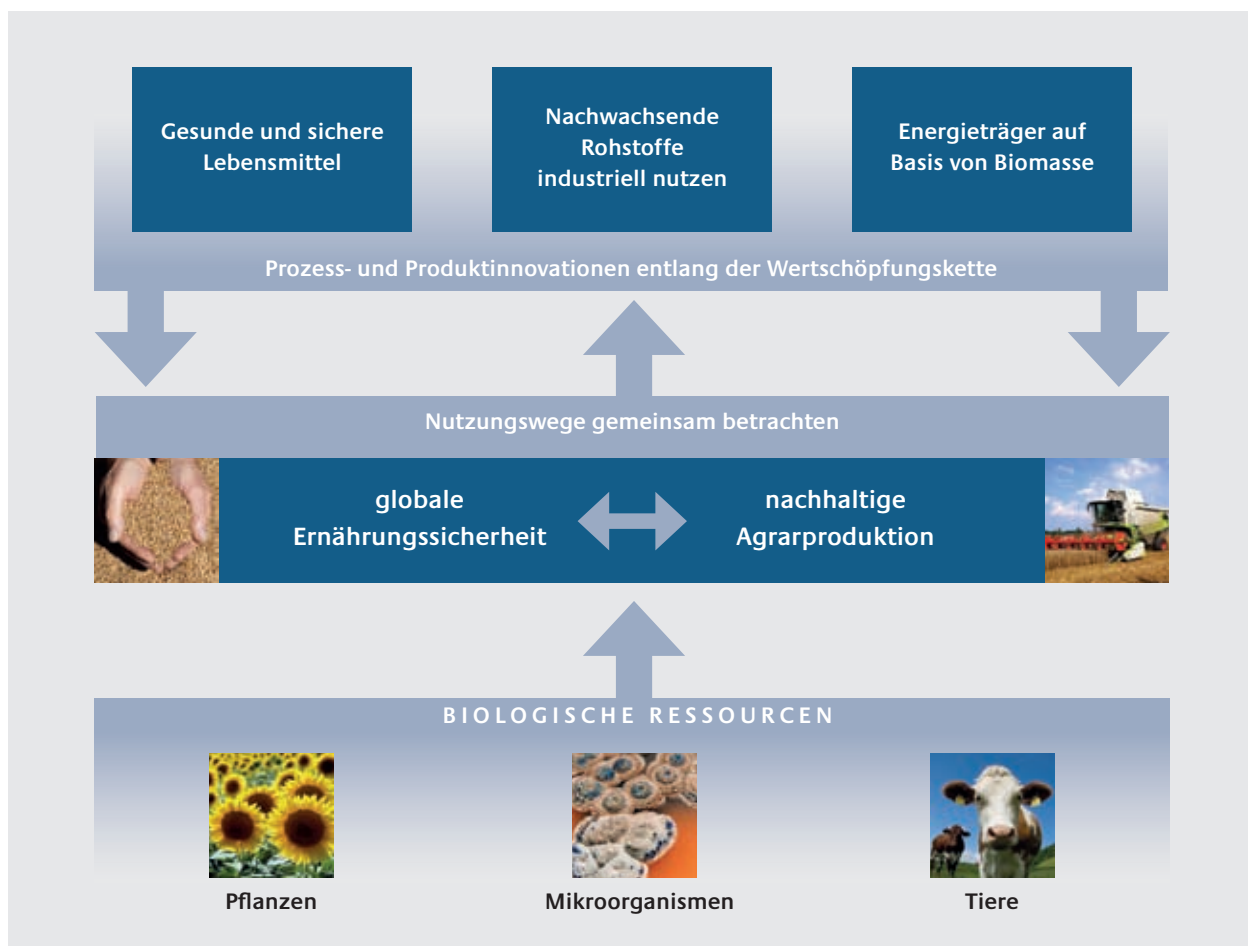 Gesunde und sichere
Lebensmittel
Nachwachsende
Rohstoffe
industriell nutzen
Energieträger auf
Basis von Biomasse
Prozess- und Produktinnovationen entlang der Wertschöpfungskette
Nutzungswege gemeinsam betrachten
globale
Ernährungssicherheit
nachhaltige
Agrarproduktion
BIOLOGISCHE RESSOURCEN
Pflanzen
Mikroorganismen
Tiere